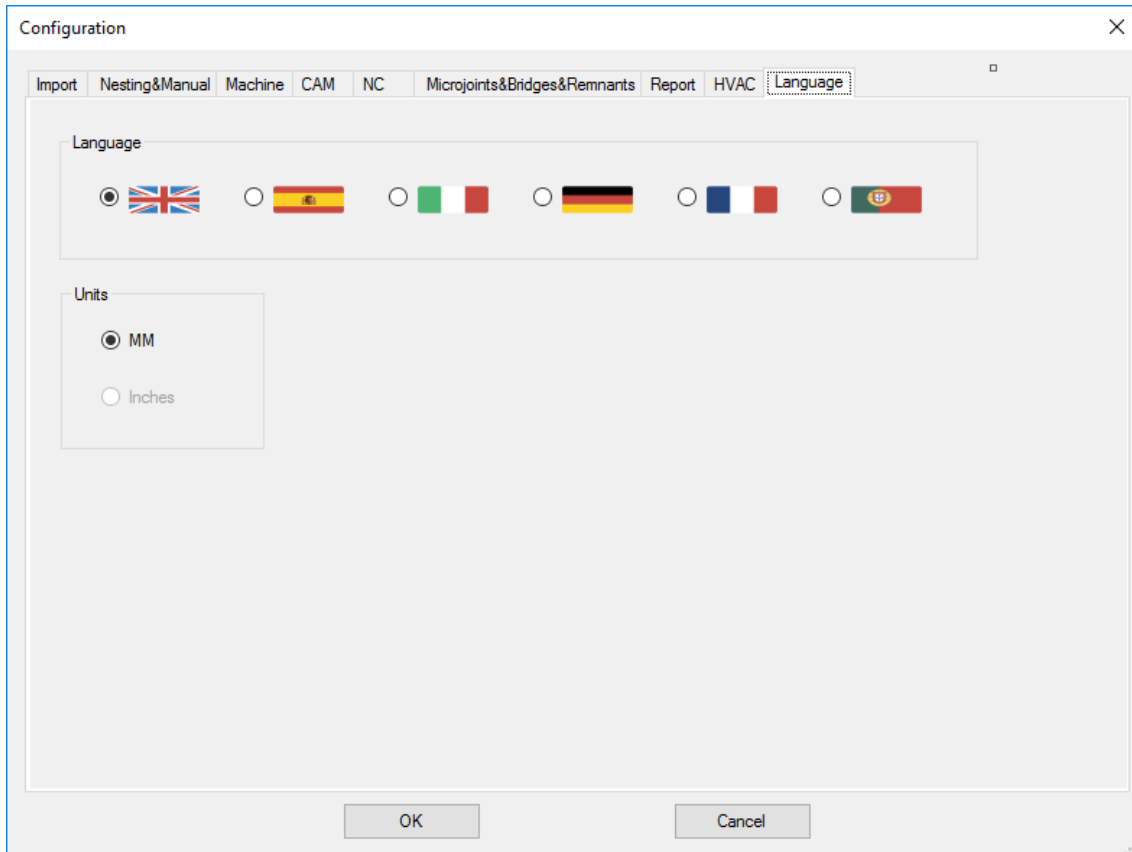 Configuration
Import Nesting&Manual Machine CAM NC Microjoints&Bridges&Remnants Report HVAC Language
Language
Units
MM
Inches
OK Cancel